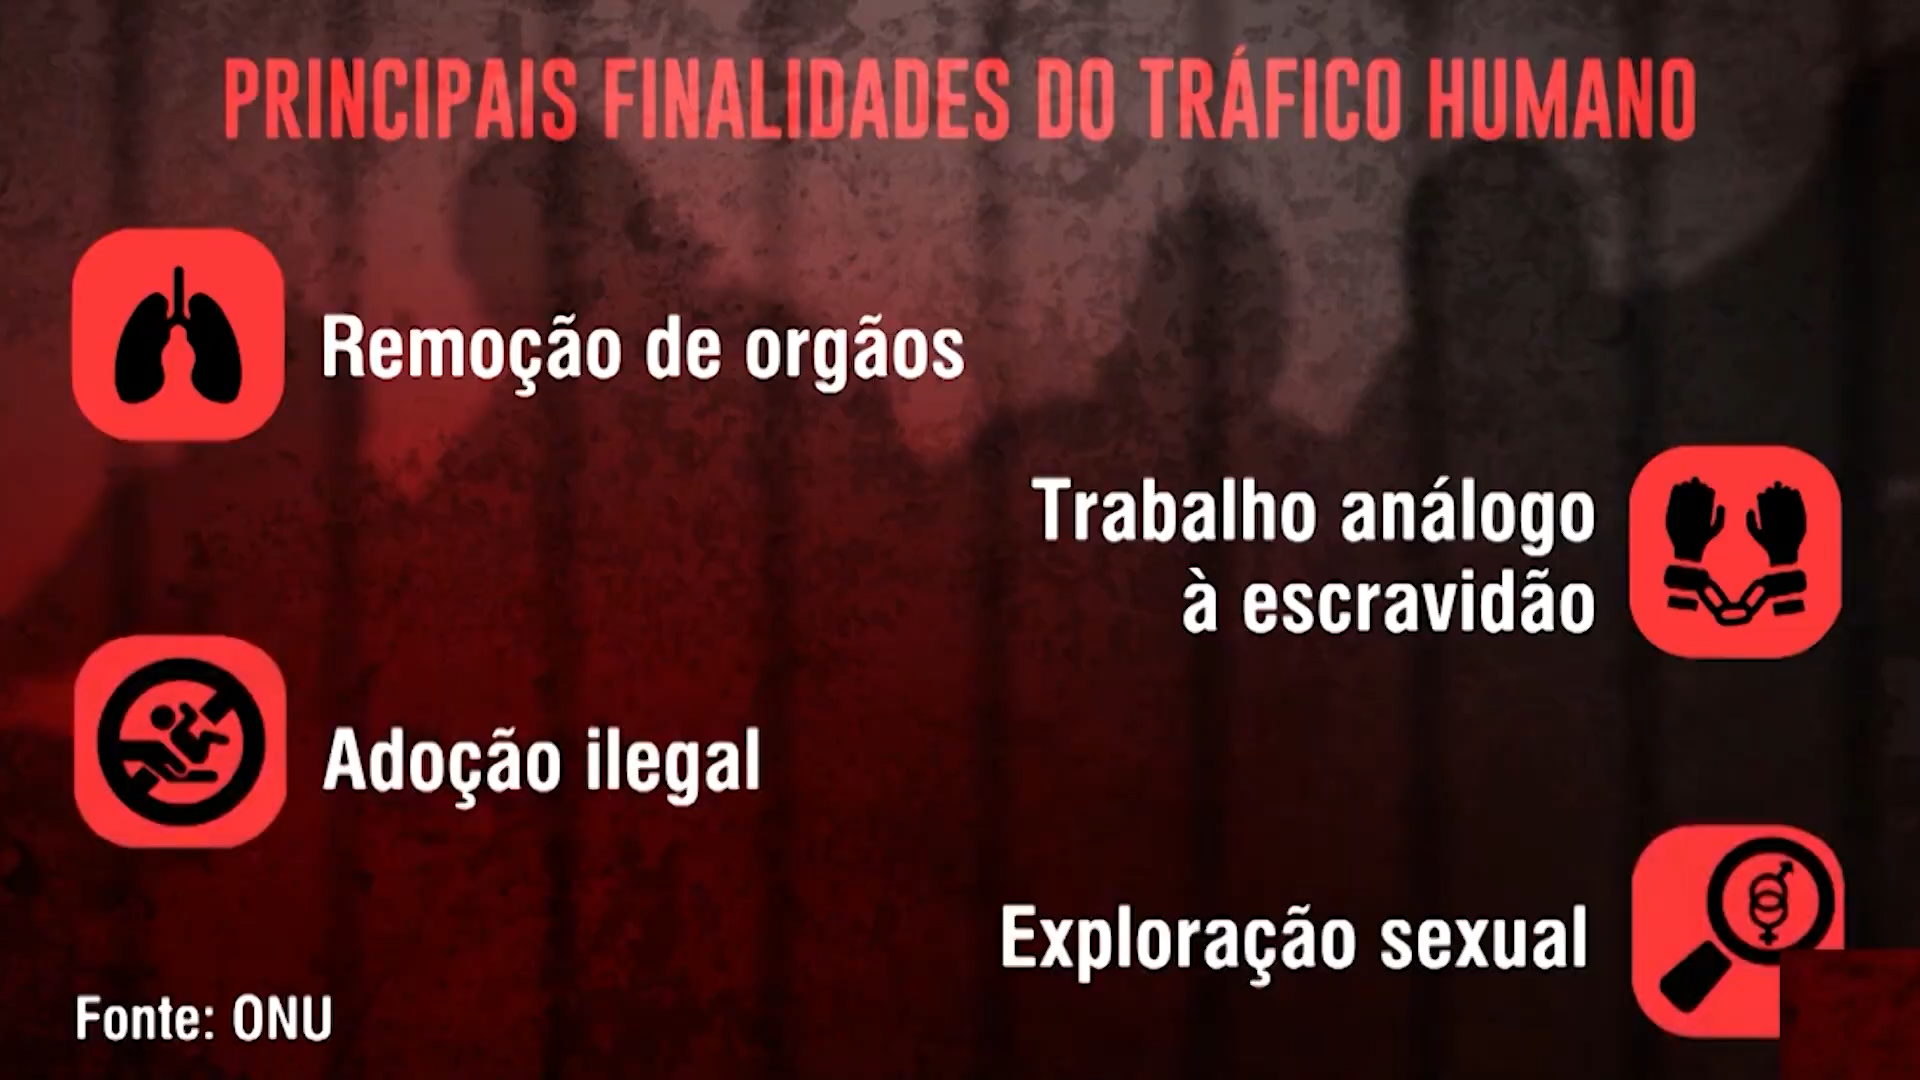 PRINCIPAIS FINALIDADES DO TRÁFICO HUMANO
Remoção de orgãos
Trabalho análogo
à escravidão
Adoção ilegal
Exploração sexual
Fonte: ONU